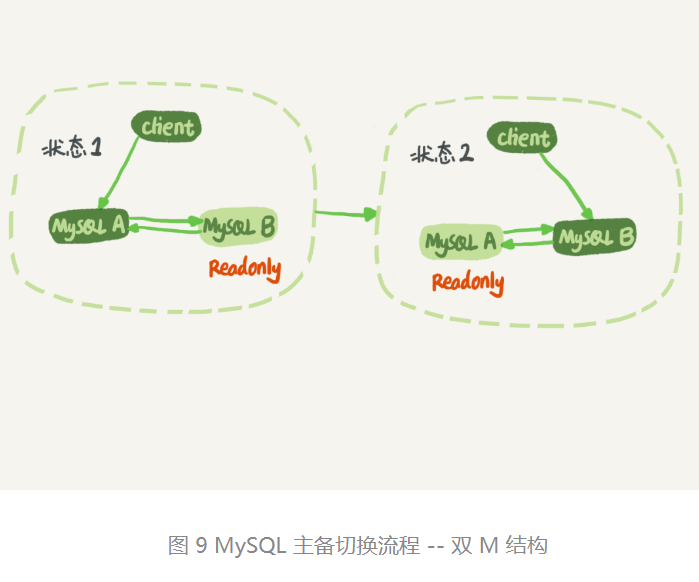 状态1
client
MySQL A
MySQL B
Readonly
状态2
client
MySQL A
MySQL B
Readonly
图 9 MySQL 主备切换流程 -- 双 M 结构